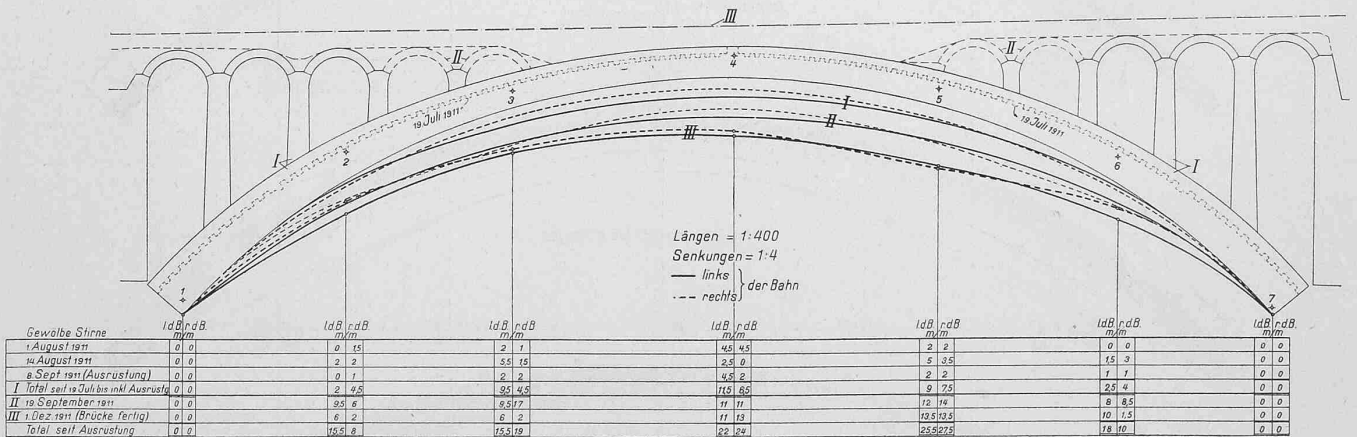 III
II
II
4
3
5
19. Juli 1911
19 Juli 1911
I
II
III
2
6
I
I
Längen = 1:400
Senkungen = 1:4
links
rechts
der Bahn
1
7
Gewölbe Stirne l.d.B. m/m r.d.B. l.d.B. m/m r.d.B. l.d.B. m/m r.d.B. l.d.B. m/m r.d.B. l.d.B. m/m r.d.B. l.d.B. m/m r.d.B. l.d.B. m/m r.d.B.
1. August 1911 0 0 0 1,5 2 1 4,5 4,5 2 2 0 0 0 0
14. August 1911 0 0 2 2 5,5 1,5 2,5 0 5 3,5 1,5 3 0 0
8. Sept 1911 (Ausrüstung) 0 0 0 1 2 2 4,5 2 2 2 1 1 0 0
I Total seit 19 Juli bis inkl. Ausrüstg 0 0 2 4,5 9,5 4,5 11,5 6,5 9 7,5 2,5 4 0 0
II 19 September 1911 0 0 9,5 6 9,5 17 11 11 12 14 8 8,5 0 0
III 1. Dez. 1911 (Brücke fertig) 0 0 6 2 6 2 11 13 13,5 13,5 10 1,5 0 0
Total seit Ausrüstung 0 0 15,5 8 15,5 19 22 24 25,5 27,5 18 10 0 0